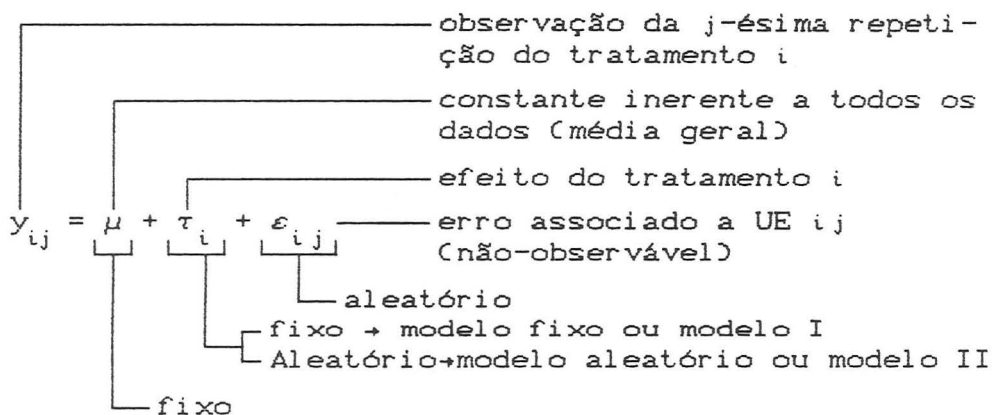 observação da j-ésima repeti-
ção do tratamento i
constante inerente a todos os
dados (média geral)
efeito do tratamento i
y_ij = μ + τ_i + ε_ij
erro associado a UE ij
(não-observável)
aleatório
fixo → modelo fixo ou modelo I
Aleatório→modelo aleatório ou modelo II
fixo